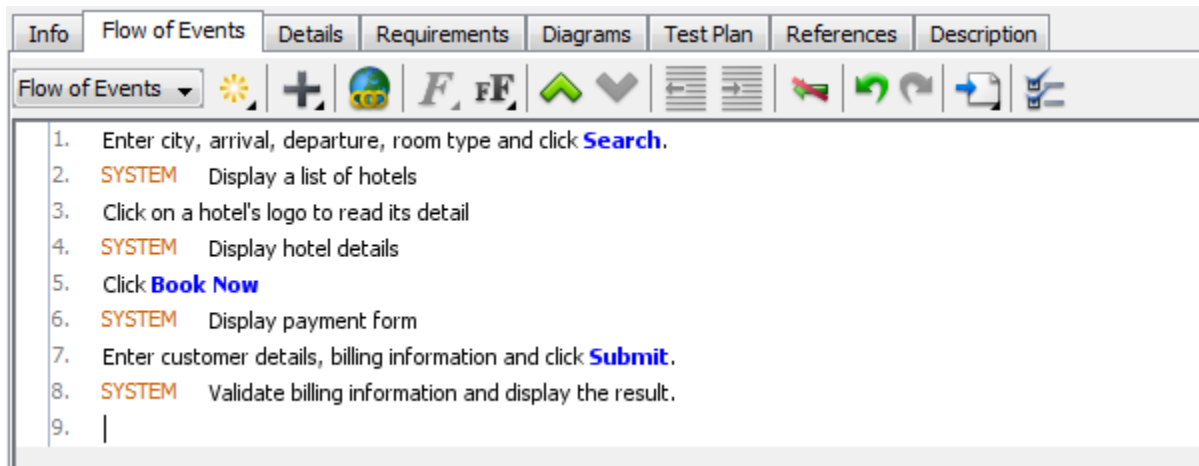 Info Flow of Events Details Requirements Diagrams Test Plan References Description
Flow of Events F FF
1. Enter city, arrival, departure, room type and click Search.
2. SYSTEM Display a list of hotels
3. Click on a hotel's logo to read its detail
4. SYSTEM Display hotel details
5. Click Book Now
6. SYSTEM Display payment form
7. Enter customer details, billing information and click Submit.
8. SYSTEM Validate billing information and display the result.
9.